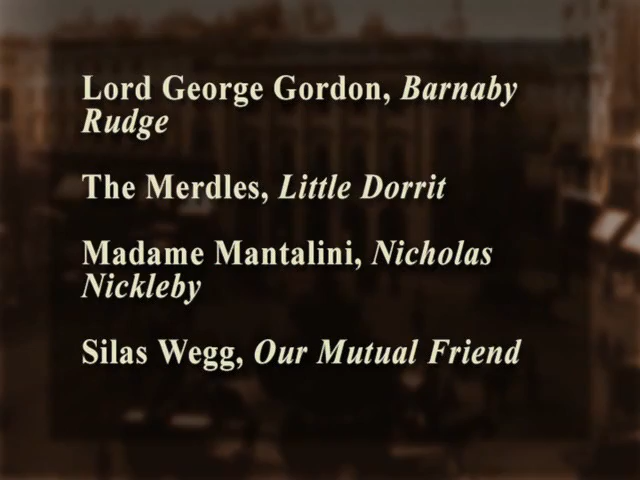 Lord George Gordon, Barnaby
Rudge
The Merdles, Little Dorrit
Madame Mantalini, Nicholas
Nickleby
Silas Wegg, Our Mutual Friend